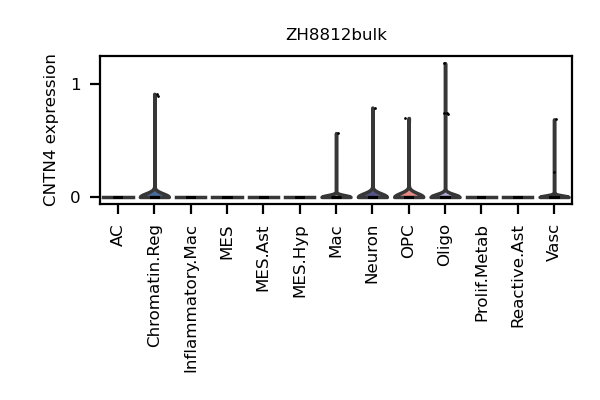 ZH8812bulk
CNTN4 expression
1
0
AC
Chromatin.Reg
Inflammatory.Mac
MES
MES.Ast
MES.Hyp
Mac
Neuron
OPC
Oligo
Prolif.Metab
Reactive.Ast
Vasc